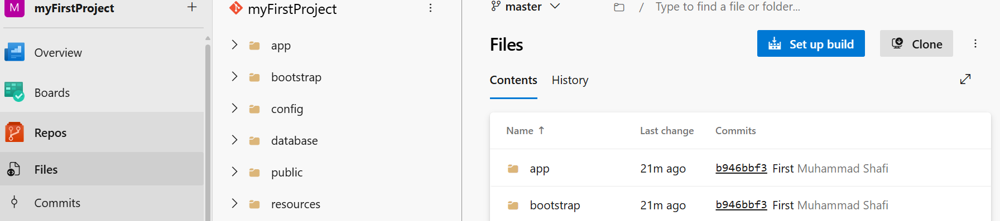 M myFirstProject +
Overview
Boards
Repos
Files
Commits
myFirstProject
app
bootstrap
config
database
public
resources
master / Type to find a file or folder...
Files Set up build Clone
Contents History
Name ↑ Last change Commits
app 21m ago b946bbf3 First Muhammad Shafi
bootstrap 21m ago b946bbf3 First Muhammad Shafi